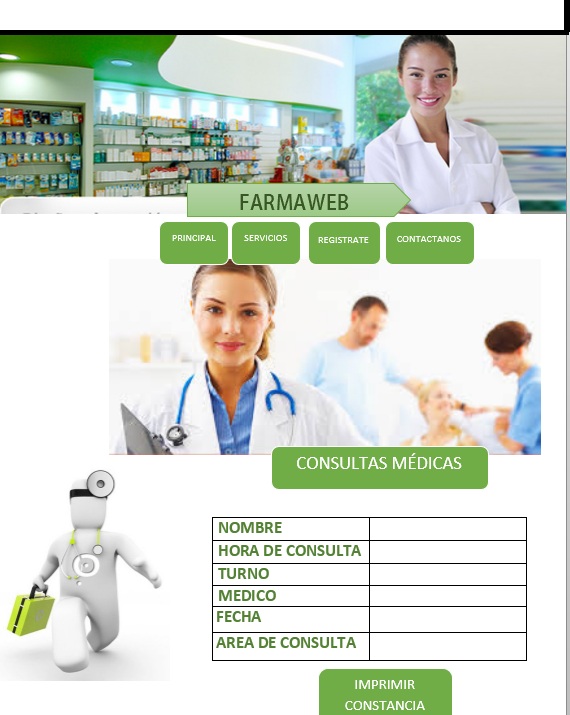 FARMAWEB
PRINCIPAL
SERVICIOS
REGISTRATE
CONTACTANOS
CONSULTAS MÉDICAS
NOMBRE
HORA DE CONSULTA
TURNO
MEDICO
FECHA
AREA DE CONSULTA
IMPRIMIR
CONSTANCIA